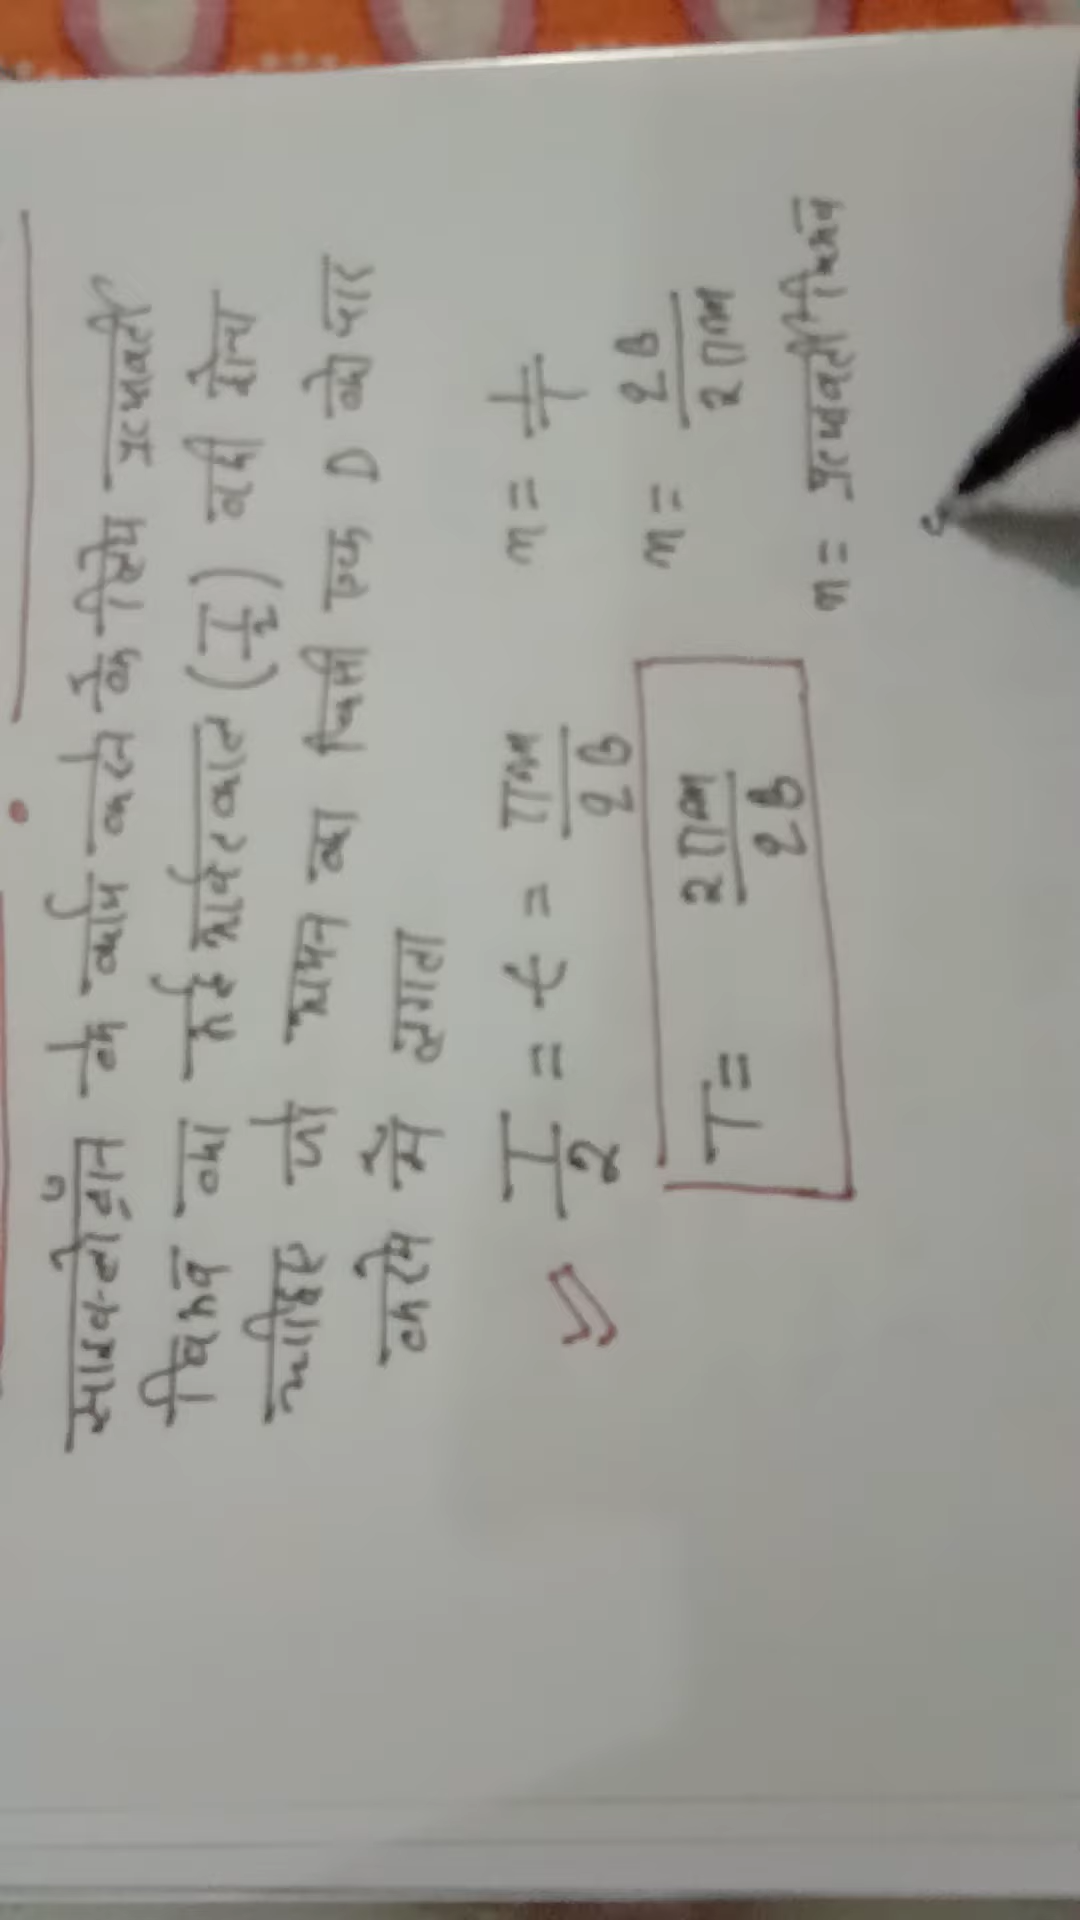 साइक्लोट्रॉन के कार्य करने के लिये प्रत्यावर्ती
विभव का अर्द्ध आवर्तकाल (T/2) वही होना
चाहिए जो आयन का किसी एक D को पार
करने में लगता
T/2 = t = πm/qB
n = 1/T
T = 2πm/qB
n = qB/2πm
n = प्रत्यावर्ती विभव